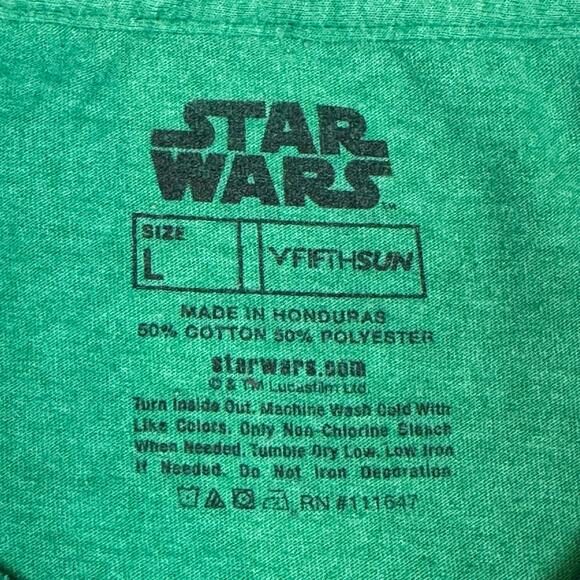 STAR
WARS
SIZE
L
FIFTHSUN
MADE IN HONDURAS
50% COTTON 50% POLYESTER
starwars.com
© & TM Lucasfilm Ltd.
Turn Inside Out. Machine Wash Cold With
Like Colors. Only Non-Chlorine Bleach
When Needed. Tumble Dry Low. Low Iron
If Needed. Do Not Iron Decoration
RN #111647